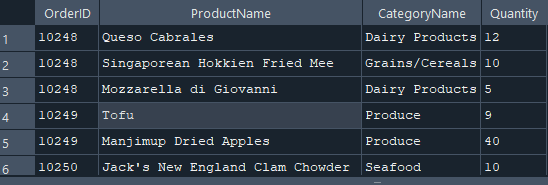 OrderID ProductName CategoryName Quantity
1 10248 Queso Cabrales Dairy Products 12
2 10248 Singaporean Hokkien Fried Mee Grains/Cereals 10
3 10248 Mozzarella di Giovanni Dairy Products 5
4 10249 Tofu Produce 9
5 10249 Manjimup Dried Apples Produce 40
6 10250 Jack's New England Clam Chowder Seafood 10